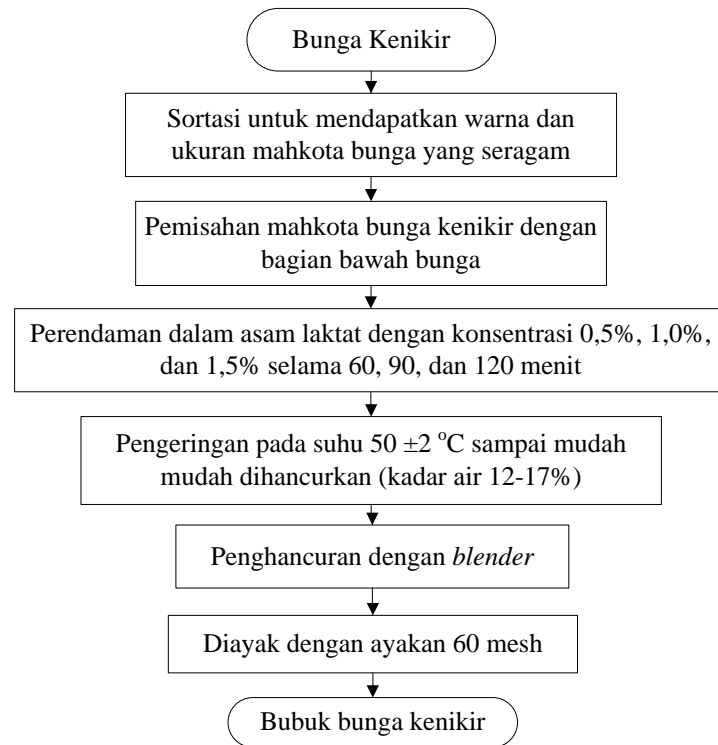 Bunga Kenikir
Sortasi untuk mendapatkan warna dan
ukuran mahkota bunga yang seragam
Pemisahan mahkota bunga kenikir dengan
bagian bawah bunga
Perendaman dalam asam laktat dengan konsentrasi 0,5%, 1,0%,
dan 1,5% selama 60, 90, dan 120 menit
Pengeringan pada suhu 50 ±2 °C sampai mudah
mudah dihancurkan (kadar air 12-17%)
Penghancuran dengan blender
Diayak dengan ayakan 60 mesh
Bubuk bunga kenikir